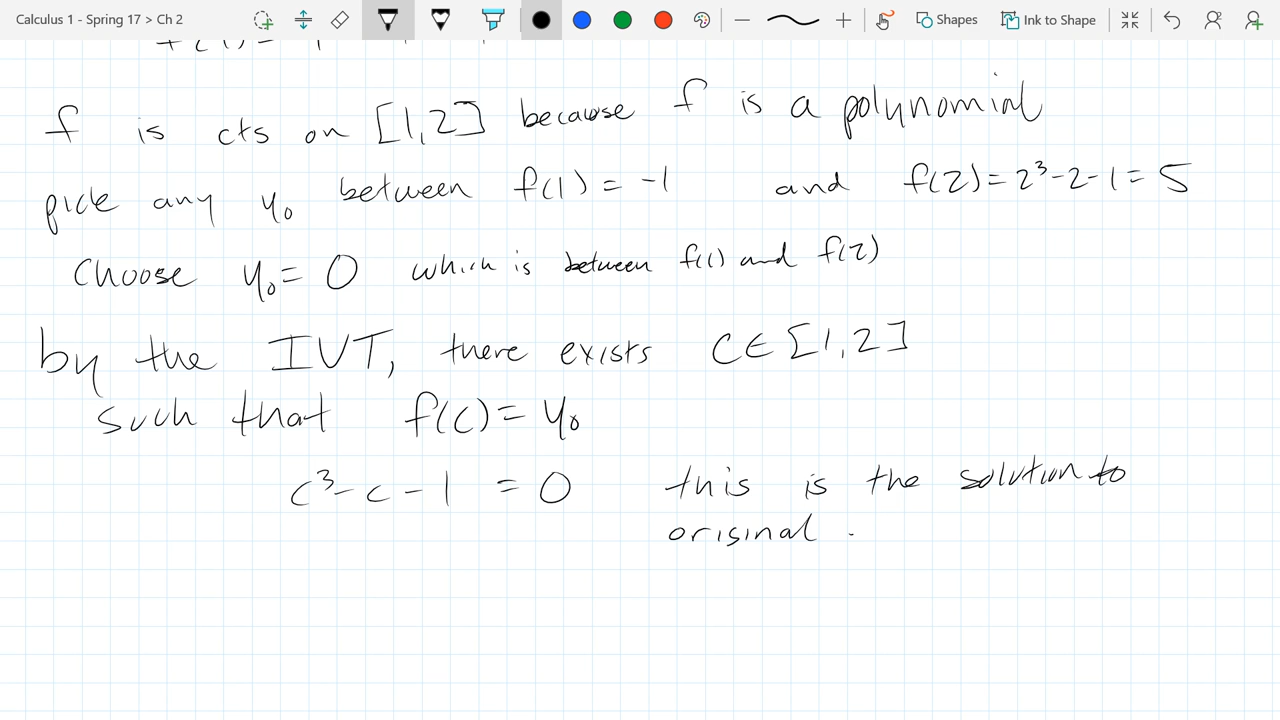 Calculus 1 - Spring 17 > Ch 2
Shapes
Ink to Shape
f is cts on [1,2] because f is a polynomial
pick any y₀ between f(1) = -1 and f(2) = 2³-2-1 = 5
Choose y₀ = 0 which is between f(1) and f(2)
by the IVT, there exists c∈[1,2]
such that f(c) = y₀
c³-c-1 = 0 this is the solution to
original .